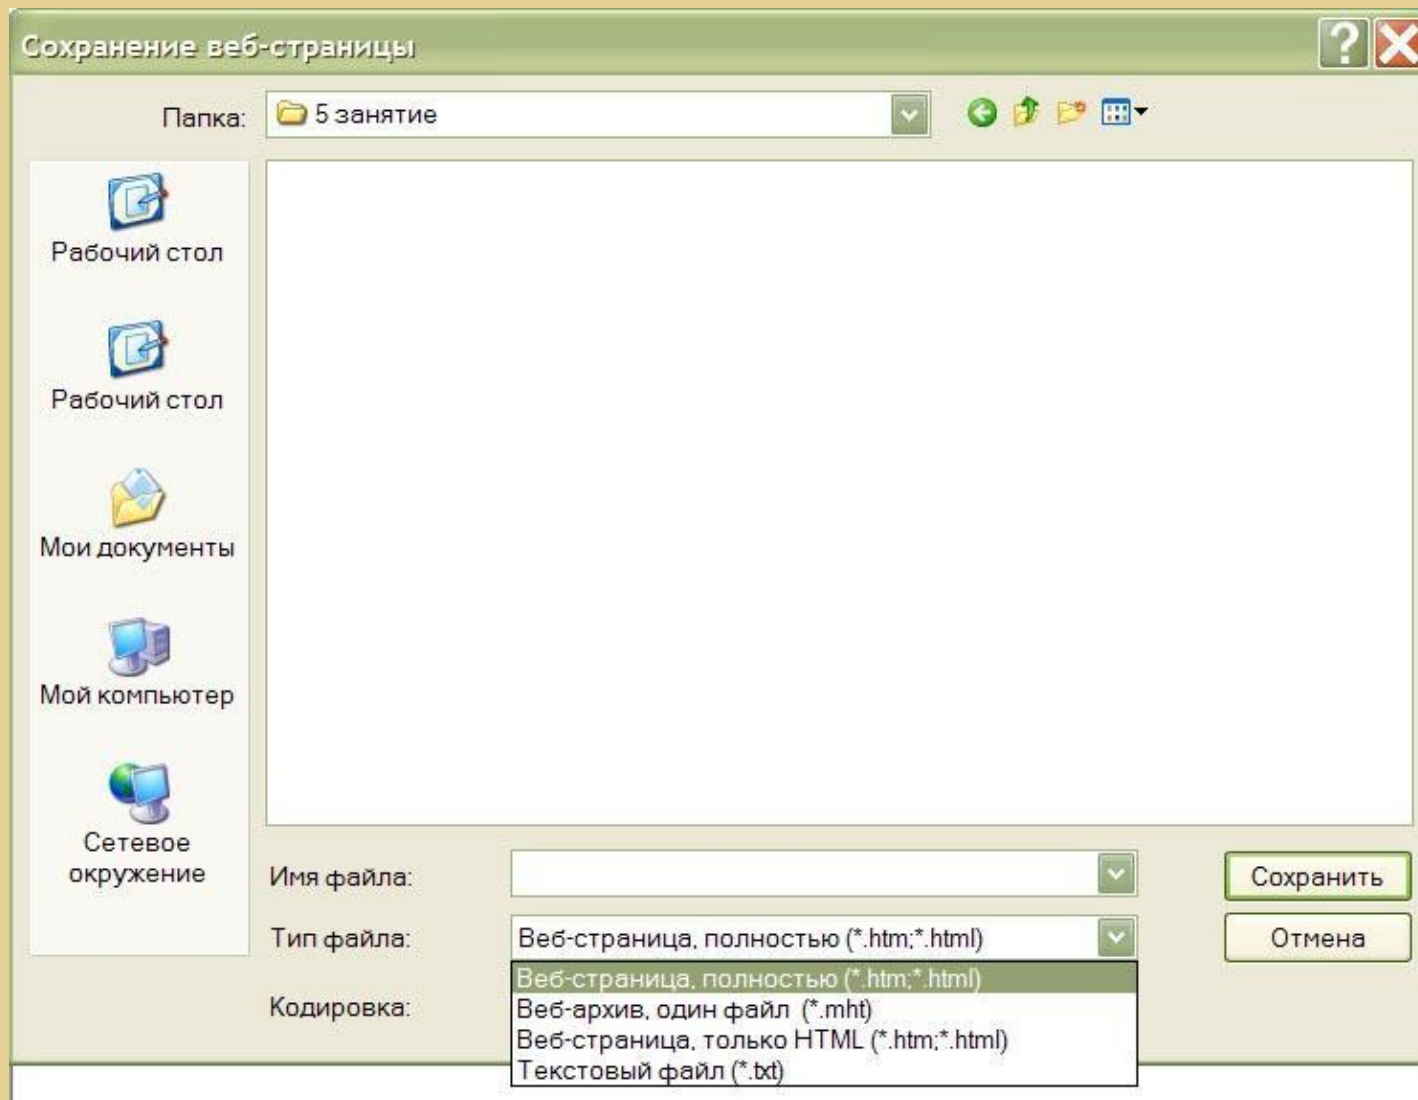 Сохранение веб-страницы
Папка: 5 занятие
Рабочий стол
Рабочий стол
Мои документы
Мой компьютер
Сетевое
окружение
Имя файла:
Сохранить
Тип файла: Веб-страница, полностью (*.htm;*.html)
Отмена
Веб-страница, полностью (*.htm;*.html)
Кодировка:
Веб-архив, один файл (*.mht)
Веб-страница, только HTML (*.htm;*.html)
Текстовый файл (*.txt)